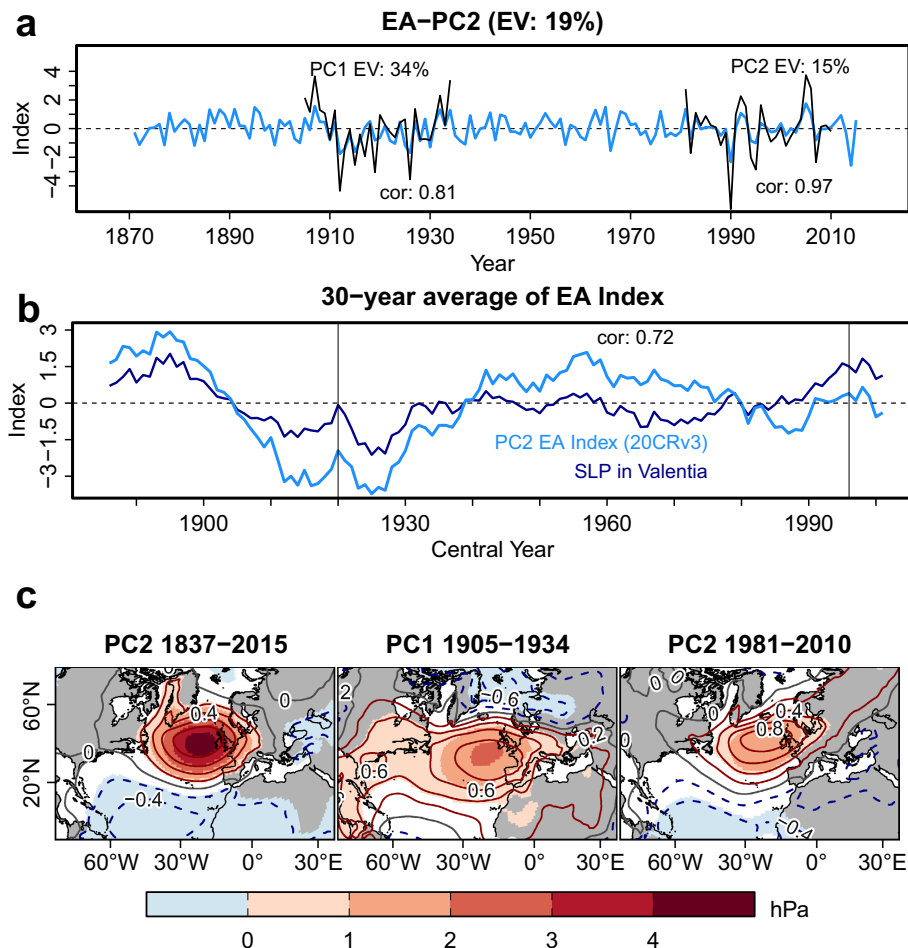 a
EA−PC2 (EV: 19%)
PC1 EV: 34%
PC2 EV: 15%
Index
4
2
0
−2
−4
cor: 0.81
cor: 0.97
1870
1890
1910
1930
1950
1970
1990
2010
Year
b
30−year average of EA Index
Index
3
1.5
0
−1.5
−3
cor: 0.72
PC2 EA Index (20CRv3)
SLP in Valentia
1900
1930
1960
1990
Central Year
c
PC2 1837−2015
PC1 1905−1934
PC2 1981−2010
60°N
20°N
0
0.4
0
−0.4
2
−0.6
0.2
0.6
0.6
0
0
0
0
0.4
0.8
−0.4
60°W
30°W
0°
30°E
60°W
30°W
0°
30°E
60°W
30°W
0°
30°E
hPa
0
1
2
3
4